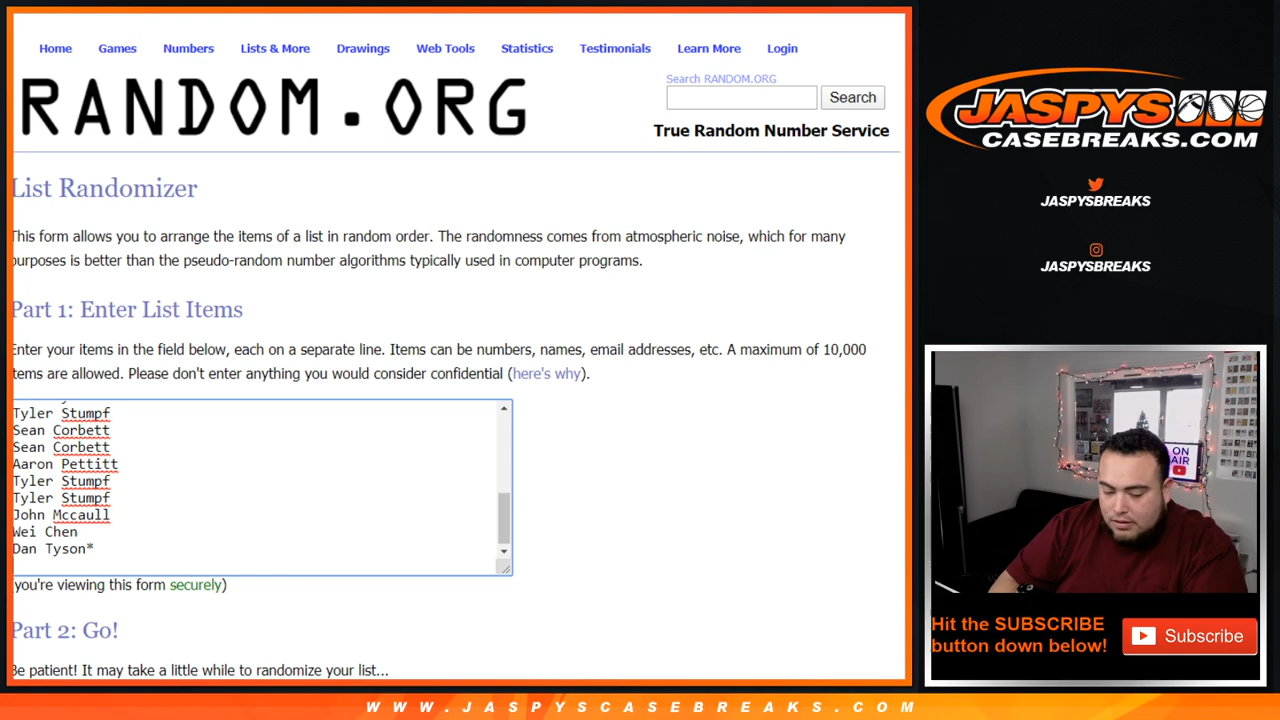 Home Games Numbers Lists & More Drawings Web Tools Statistics Testimonials Learn More Login
Search RANDOM.ORG
RANDOM.ORG
Search
True Random Number Service
List Randomizer
This form allows you to arrange the items of a list in random order. The randomness comes from atmospheric noise, which for many
purposes is better than the pseudo-random number algorithms typically used in computer programs.
Part 1: Enter List Items
Enter your items in the field below, each on a separate line. Items can be numbers, names, email addresses, etc. A maximum of 10,000
items are allowed. Please don't enter anything you would consider confidential (here's why).
Tyler Stumpf
Sean Corbett
Sean Corbett
Aaron Pettitt
Tyler Stumpf
Tyler Stumpf
John Mccaull
Wei Chen
Dan Tyson*
you're viewing this form securely)
Part 2: Go!
Be patient! It may take a little while to randomize your list...
JASPYS
CASEBREAKS.COM
JASPYSBREAKS
JASPYSBREAKS
ON
AIR
Hit the SUBSCRIBE
button down below!
Subscribe
WWW.JASPYSCASEBREAKS.COM